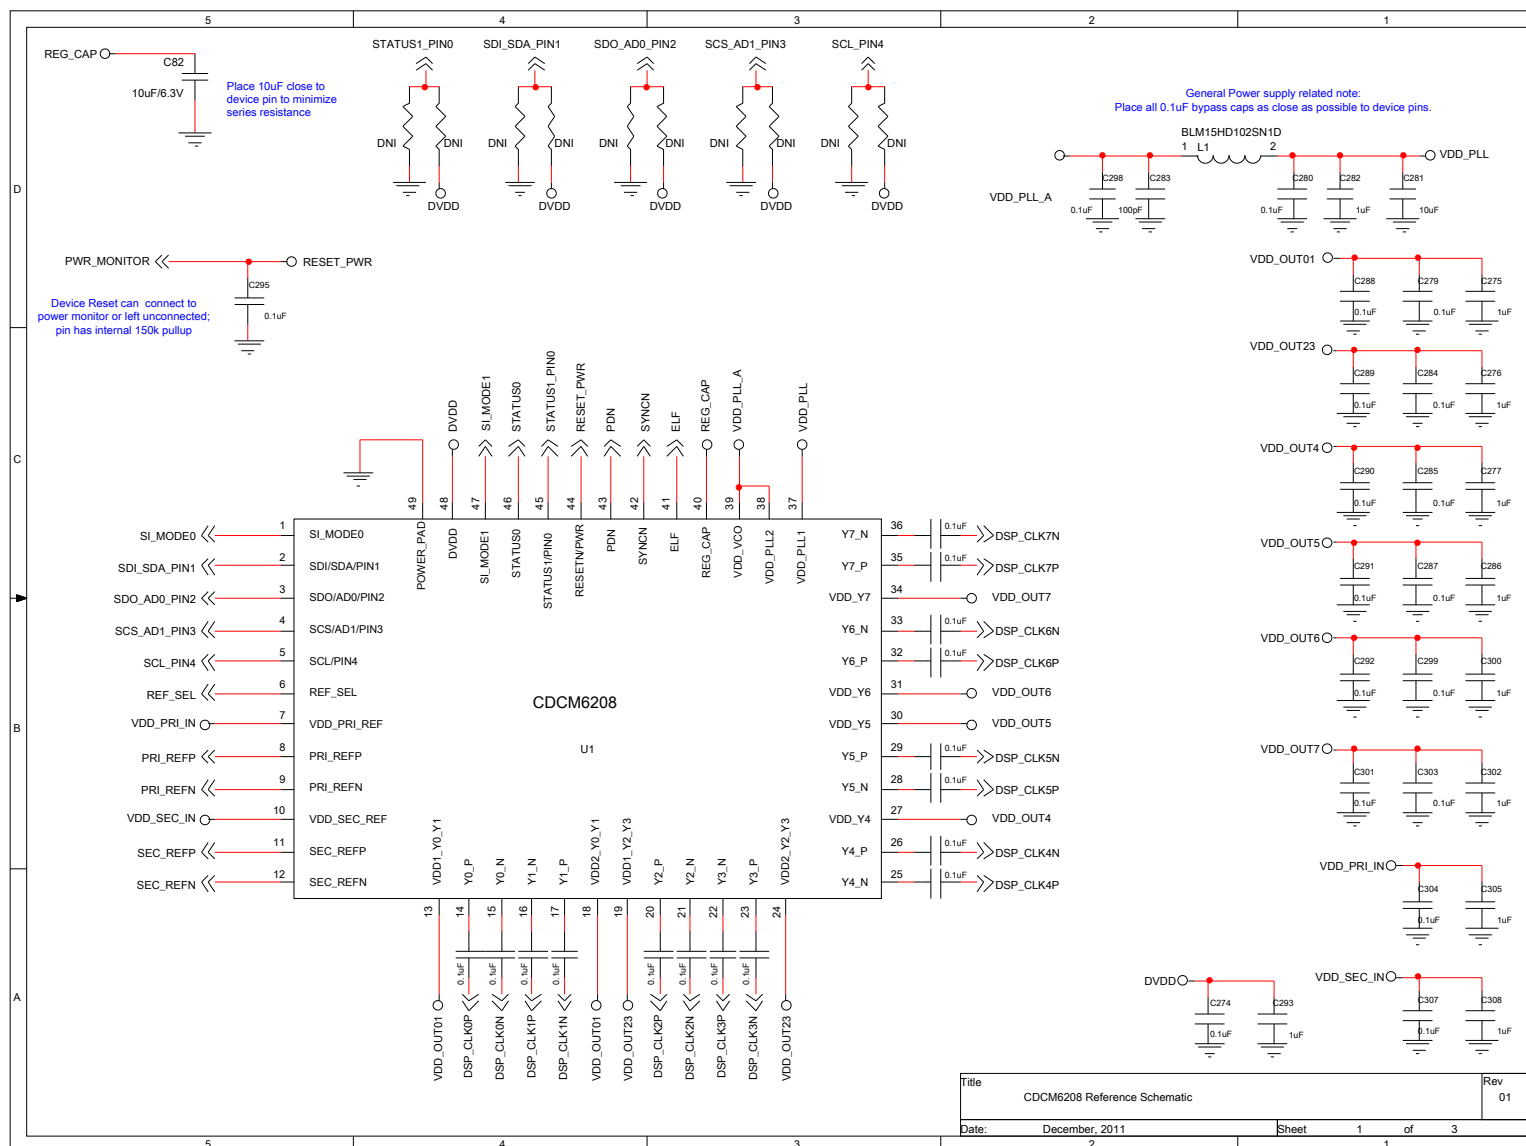 5 4 3 2 1
REG_CAP
C82
10uF/6.3V
Place 10uF close to
device pin to minimize
series resistance
STATUS1_PIN0 SDI_SDA_PIN1 SDO_AD0_PIN2 SCS_AD1_PIN3 SCL_PIN4
DNI DNI DNI DNI DNI DNI DNI DNI DNI DNI
DVDD DVDD DVDD DVDD DVDD
General Power supply related note:
Place all 0.1uF bypass caps as close as possible to device pins.
BLM15HD102SN1D
1 L1 2
VDD_PLL
VDD_PLL_A
C298 C283 C280 C282 C281
0.1uF 100pF 0.1uF 1uF 10uF
D
PWR_MONITOR
RESET_PWR
C295
0.1uF
Device Reset can connect to
power monitor or left unconnected;
pin has internal 150k pullup
VDD_OUT01
C288 C279 C275
0.1uF 0.1uF 1uF
VDD_OUT23
C289 C284 C276
0.1uF 0.1uF 1uF
VDD_OUT4
C290 C285 C277
0.1uF 0.1uF 1uF
VDD_OUT5
C291 C287 C286
0.1uF 0.1uF 1uF
VDD_OUT6
C292 C299 C300
0.1uF 0.1uF 1uF
VDD_OUT7
C301 C303 C302
0.1uF 0.1uF 1uF
VDD_PRI_IN
C304 C305
0.1uF 1uF
VDD_SEC_IN
C307 C308
0.1uF 1uF
DVDD
C274 C293
0.1uF 1uF
C
DVDD SI_MODE1 STATUS0 STATUS1_PIN0 RESET_PWR PDN SYNCN ELF REG_CAP VDD_PLL_A VDD_PLL
49 48 47 46 45 44 43 42 41 40 39 38 37
POWER_PAD DVDD SI_MODE1 STATUS0 STATUS1/PIN0 RESETN/PWR PDN SYNCN ELF REG_CAP VDD_VCO VDD_PLL2 VDD_PLL1
SI_MODE0 1 SI_MODE0
SDI_SDA_PIN1 2 SDI/SDA/PIN1
SDO_AD0_PIN2 3 SDO/AD0/PIN2
SCS_AD1_PIN3 4 SCS/AD1/PIN3
SCL_PIN4 5 SCL/PIN4
REF_SEL 6 REF_SEL
VDD_PRI_IN 7 VDD_PRI_REF
PRI_REFP 8 PRI_REFP
PRI_REFN 9 PRI_REFN
VDD_SEC_IN 10 VDD_SEC_REF
SEC_REFP 11 SEC_REFP
SEC_REFN 12 SEC_REFN
CDCM6208
U1
B
Y7_N 36 0.1uF DSP_CLK7N
Y7_P 35 0.1uF DSP_CLK7P
VDD_Y7 34 VDD_OUT7
Y6_N 33 0.1uF DSP_CLK6N
Y6_P 32 0.1uF DSP_CLK6P
VDD_Y6 31 VDD_OUT6
VDD_Y5 30 VDD_OUT5
Y5_P 29 0.1uF DSP_CLK5N
Y5_N 28 0.1uF DSP_CLK5P
VDD_Y4 27 VDD_OUT4
Y4_P 26 0.1uF DSP_CLK4N
Y4_N 25 0.1uF DSP_CLK4P
VDD1_Y0_Y1 Y0_P Y0_N Y1_N Y1_P VDD2_Y0_Y1 VDD1_Y2_Y3 Y2_P Y2_N Y3_N Y3_P VDD2_Y2_Y3
13 14 15 16 17 18 19 20 21 22 23 24
0.1uF 0.1uF 0.1uF 0.1uF 0.1uF 0.1uF 0.1uF 0.1uF
VDD_OUT01 DSP_CLK0P DSP_CLK0N DSP_CLK1P DSP_CLK1N VDD_OUT01 VDD_OUT23 DSP_CLK2P DSP_CLK2N DSP_CLK3P DSP_CLK3N VDD_OUT23
A
Title
CDCM6208 Reference Schematic
Rev
01
Date: December, 2011 Sheet 1 of 3
5 4 3 2 1